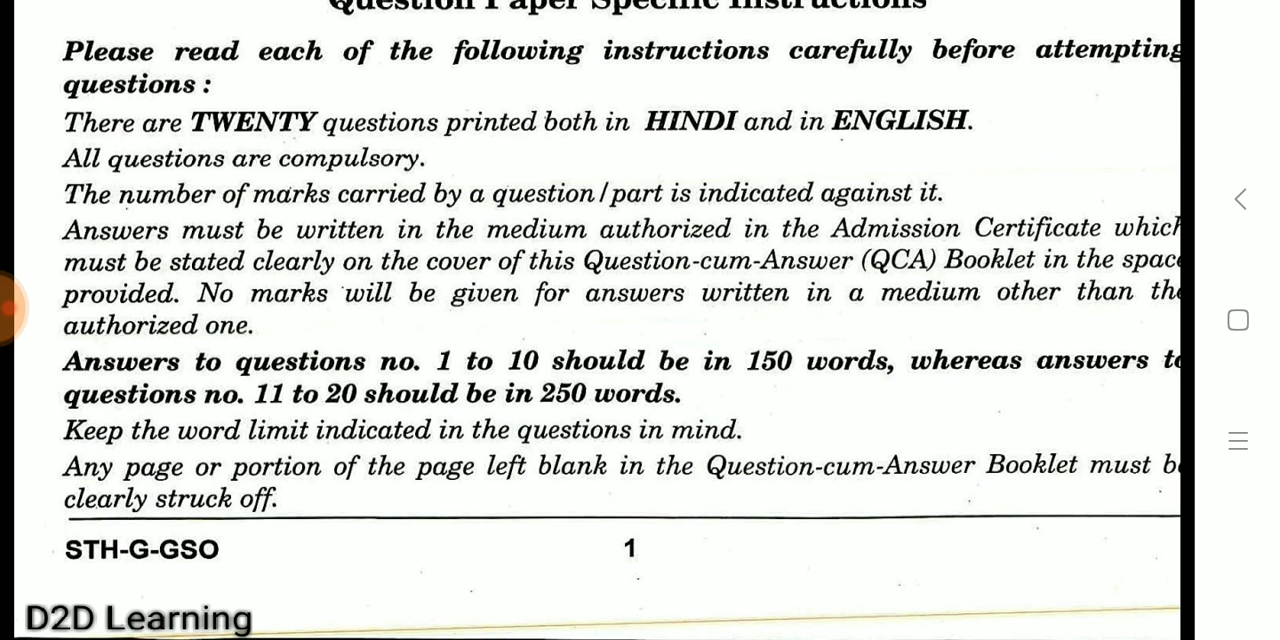 Question Paper Specific Instructions
Please read each of the following instructions carefully before attempting
questions :
There are TWENTY questions printed both in HINDI and in ENGLISH.
All questions are compulsory.
The number of marks carried by a question/part is indicated against it.
Answers must be written in the medium authorized in the Admission Certificate which
must be stated clearly on the cover of this Question-cum-Answer (QCA) Booklet in the space
provided. No marks will be given for answers written in a medium other than the
authorized one.
Answers to questions no. 1 to 10 should be in 150 words, whereas answers to
questions no. 11 to 20 should be in 250 words.
Keep the word limit indicated in the questions in mind.
Any page or portion of the page left blank in the Question-cum-Answer Booklet must be
clearly struck off.
STH-G-GSO
1
D2D Learning